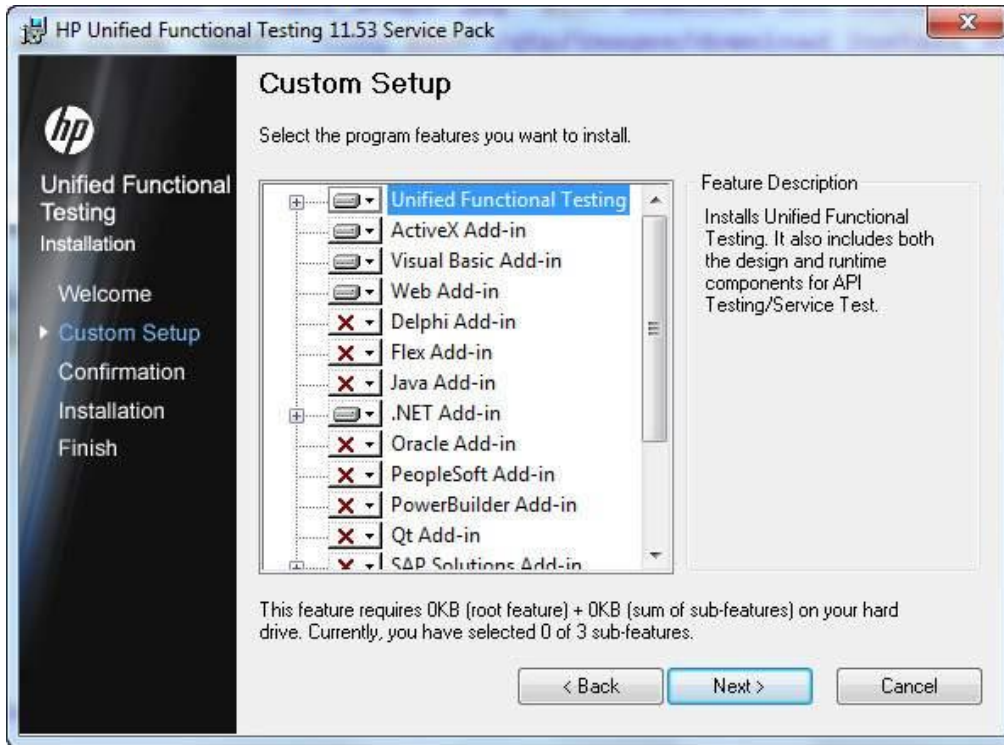 HP Unified Functional Testing 11.53 Service Pack
hp
Unified Functional
Testing
Installation
Welcome
Custom Setup
Confirmation
Installation
Finish
Custom Setup
Select the program features you want to install.
Unified Functional Testing
ActiveX Add-in
Visual Basic Add-in
Web Add-in
Delphi Add-in
Flex Add-in
Java Add-in
.NET Add-in
Oracle Add-in
PeopleSoft Add-in
PowerBuilder Add-in
Qt Add-in
SAP Solutions Add-in
Feature Description
Installs Unified Functional
Testing. It also includes both
the design and runtime
components for API
Testing/Service Test.
This feature requires 0KB (root feature) + 0KB (sum of sub-features) on your hard
drive. Currently, you have selected 0 of 3 sub-features.
< Back
Next >
Cancel